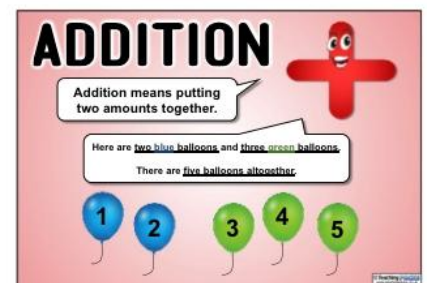 ADDITION
Addition means putting
two amounts together.
Here are two blue balloons and three green balloons.
There are five balloons altogether.
1
2
3
4
5